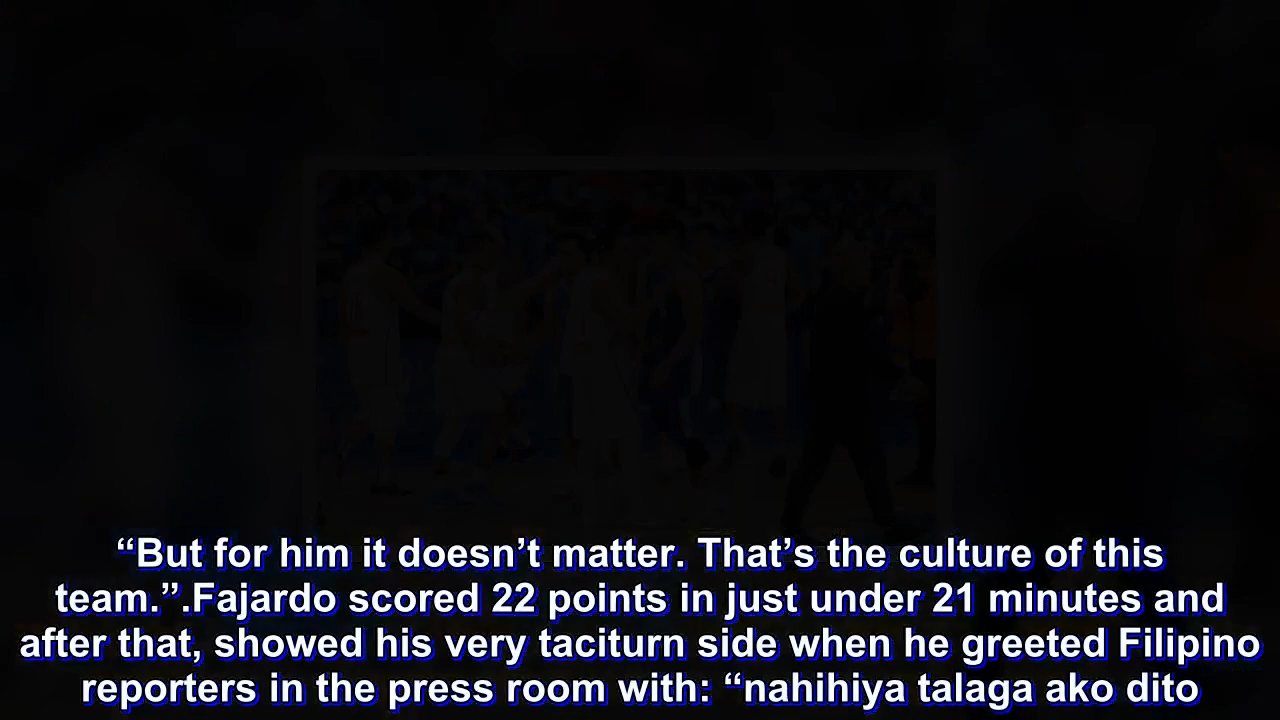 “But for him it doesn’t matter. That’s the culture of this
team.”.Fajardo scored 22 points in just under 21 minutes and
after that, showed his very taciturn side when he greeted Filipino
reporters in the press room with: “nahihiya talaga ako dito